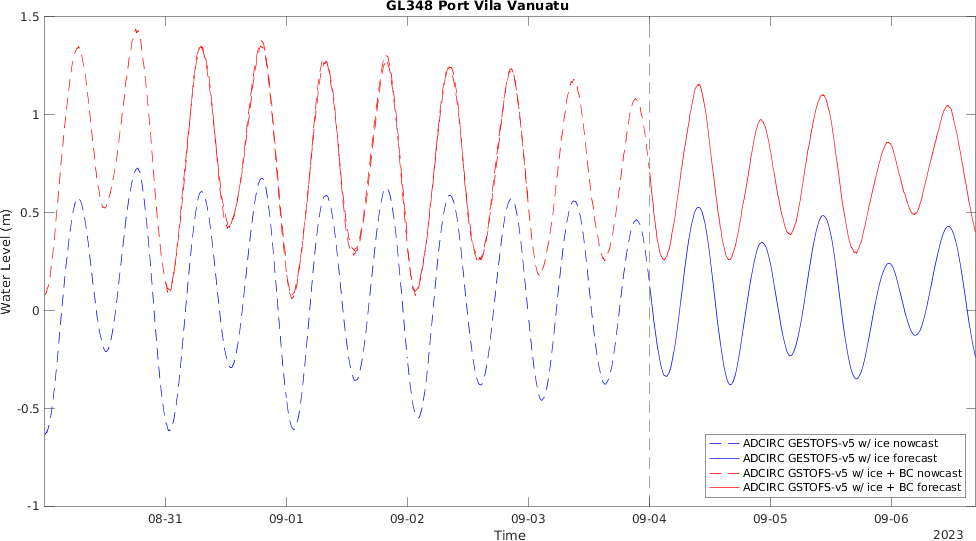 GL348 Port Vila Vanuatu
1.5
1
0.5
0
-0.5
-1
Water Level (m)
08-31
09-01
09-02
09-03
09-04
09-05
09-06
Time
2023
ADCIRC GESTOFS-v5 w/ ice nowcast
ADCIRC GESTOFS-v5 w/ ice forecast
ADCIRC GSTOFS-v5 w/ ice + BC nowcast
ADCIRC GSTOFS-v5 w/ ice + BC forecast